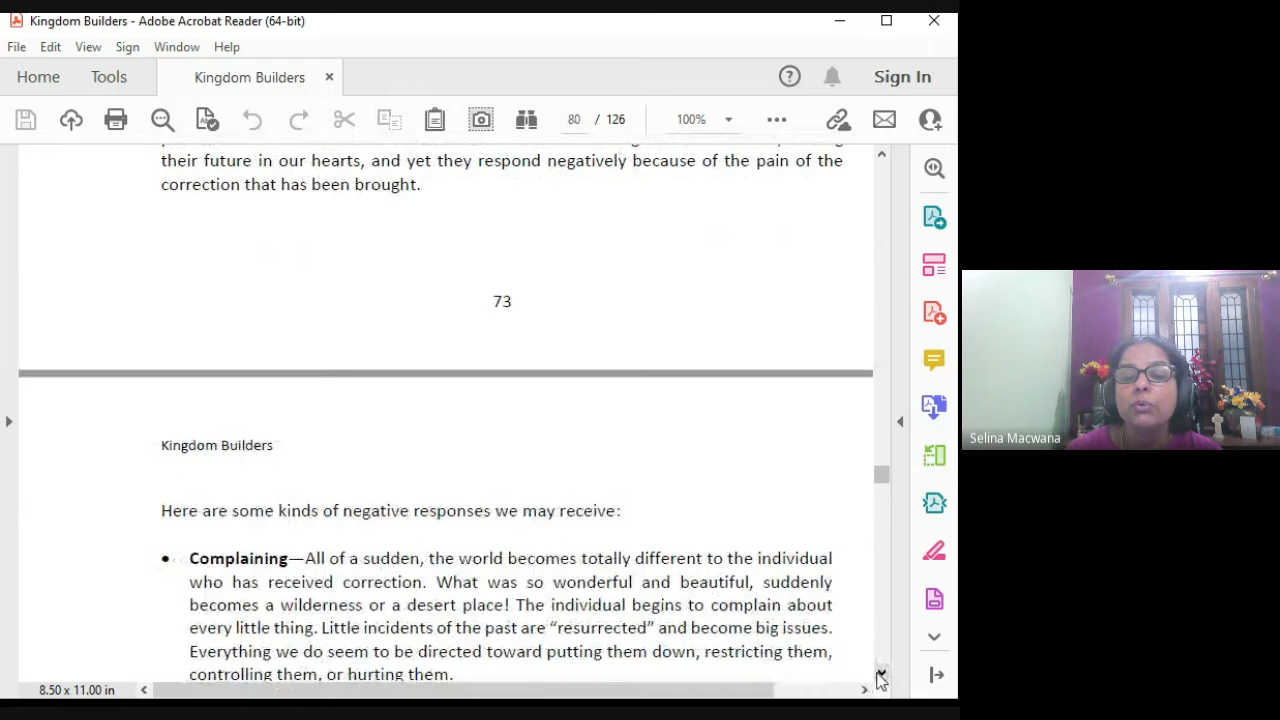 Kingdom Builders - Adobe Acrobat Reader (64-bit)
File Edit View Sign Window Help
Home Tools Kingdom Builders Sign In
80 / 126 100%
their future in our hearts, and yet they respond negatively because of the pain of the
correction that has been brought.
73
Kingdom Builders
Here are some kinds of negative responses we may receive:
• Complaining—All of a sudden, the world becomes totally different to the individual
who has received correction. What was so wonderful and beautiful, suddenly
becomes a wilderness or a desert place! The individual begins to complain about
every little thing. Little incidents of the past are “resurrected” and become big issues.
Everything we do seem to be directed toward putting them down, restricting them,
controlling them, or hurting them.
8.50 x 11.00 in
Selina Macwana